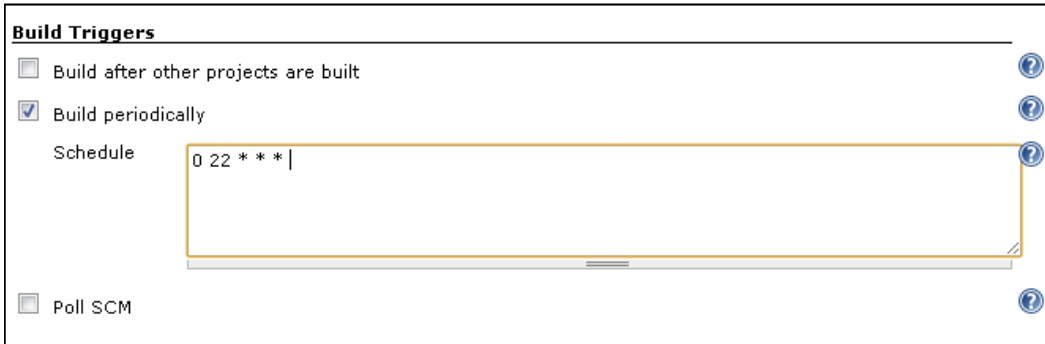 Build Triggers
Build after other projects are built
Build periodically
Schedule
0 22 * * *
Poll SCM